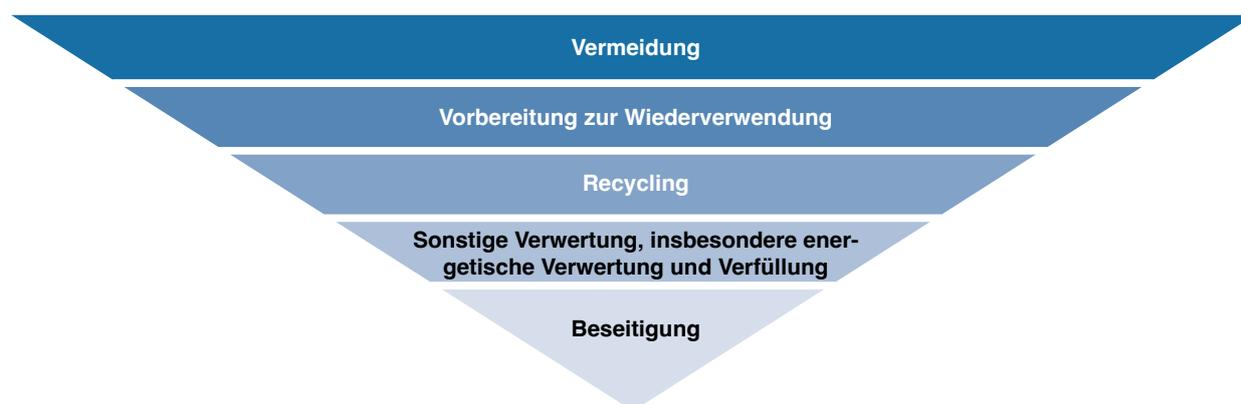 Vermeidung
Vorbereitung zur Wiederverwendung
Recycling
Sonstige Verwertung, insbesondere ener-
getische Verwertung und Verfüllung
Beseitigung